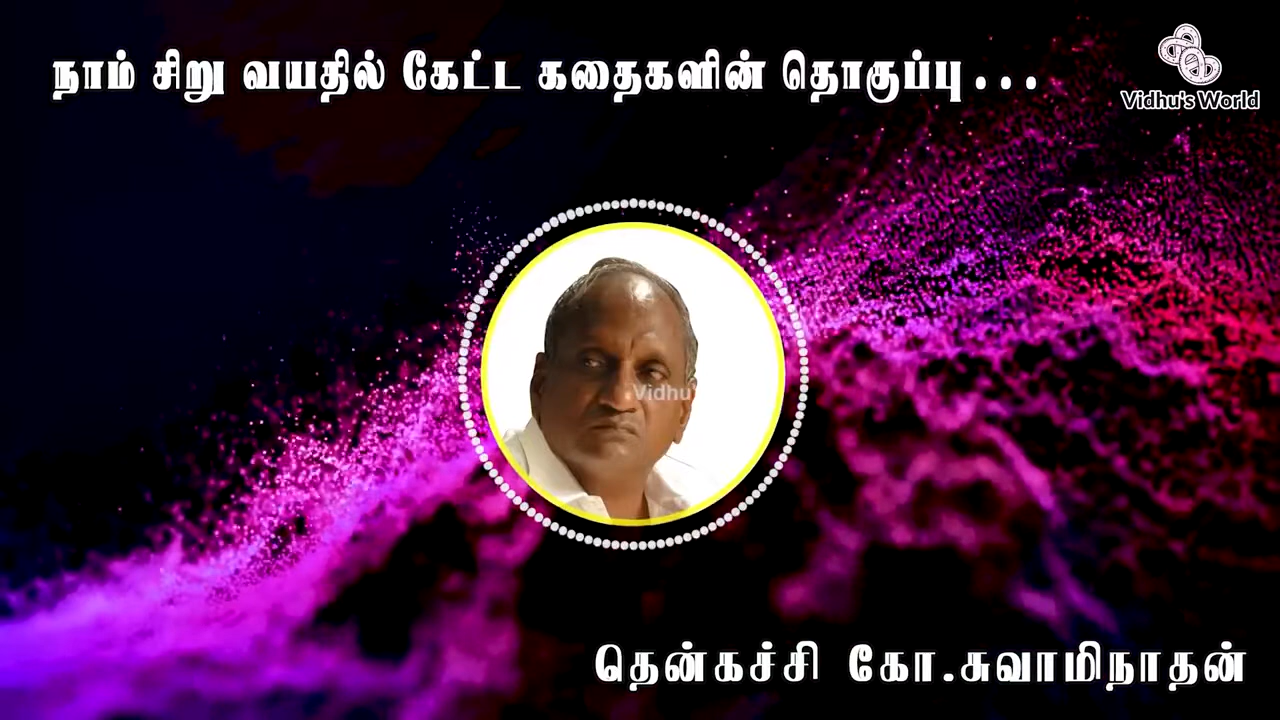 நாம் சிறு வயதில் கேட்ட கதைகளின் தொகுப்பு . . .
Vidhu's World
Vidhu
தென்கச்சி கோ.சுவாமிநாதன்